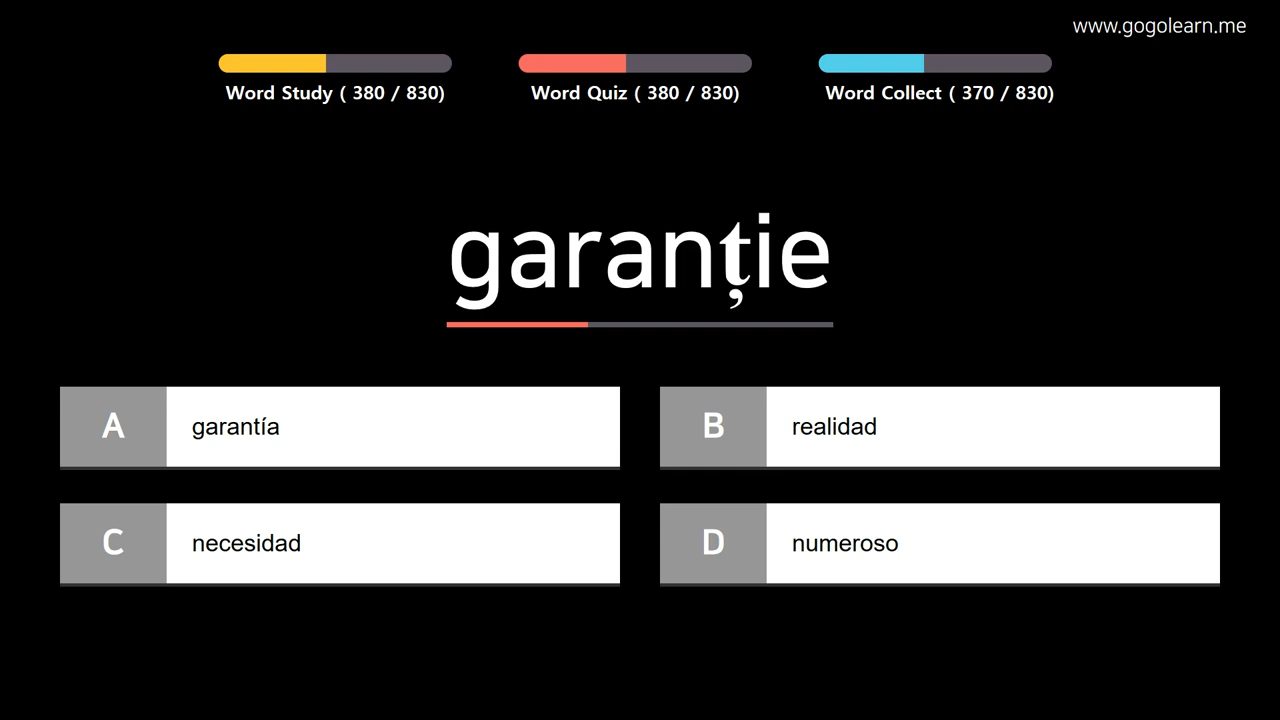 www.gogolearn.me
Word Study ( 380 / 830)
Word Quiz ( 380 / 830)
Word Collect ( 370 / 830)
garanție
A garantía
B realidad
C necesidad
D numeroso